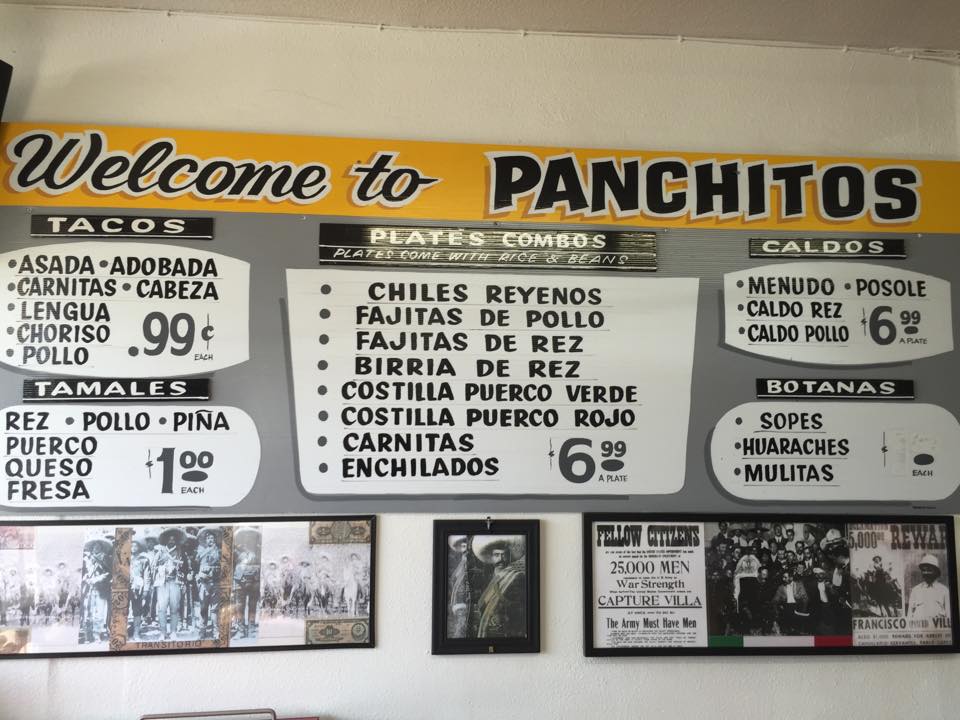 Welcome to PANCHITOS
TACOS
•ASADA •ADOBADA
•CARNITAS •CABEZA
•LENGUA
•CHORISO
•POLLO
.99¢
EACH
TAMALES
REZ •POLLO •PIÑA
PUERCO
QUESO
FRESA
$1.00
EACH
PLATES COMBOS
PLATES COME WITH RICE & BEANS
• CHILES REYENOS
• FAJITAS DE POLLO
• FAJITAS DE REZ
• BIRRIA DE REZ
• COSTILLA PUERCO VERDE
• COSTILLA PUERCO ROJO
• CARNITAS
• ENCHILADOS
$6.99
A PLATE
CALDOS
•MENUDO •POSOLE
•CALDO REZ
•CALDO POLLO
$6.99
A PLATE
BOTANAS
• SOPES
•HUARACHES
•MULITAS
$
EACH
TRANSITORIO
FELLOW CITIZENS
25,000 MEN
War Strength
CAPTURE VILLA
The Army Must Have Men
5,000
REWA
FRANCISCO VILL